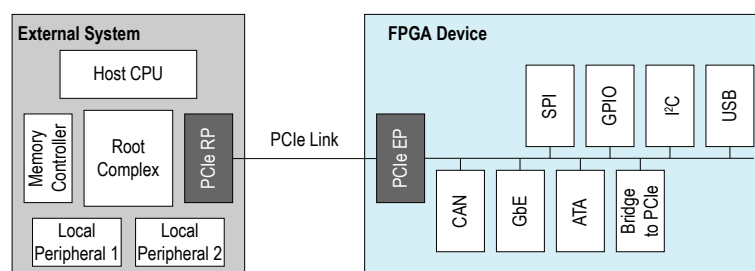 External System
Host CPU
Memory
Controller
Root
Complex
PCIe RP
Local
Peripheral 1
Local
Peripheral 2
PCIe Link
FPGA Device
PCIe EP
SPI
GPIO
I²C
USB
CAN
GbE
ATA
Bridge
to PCIe